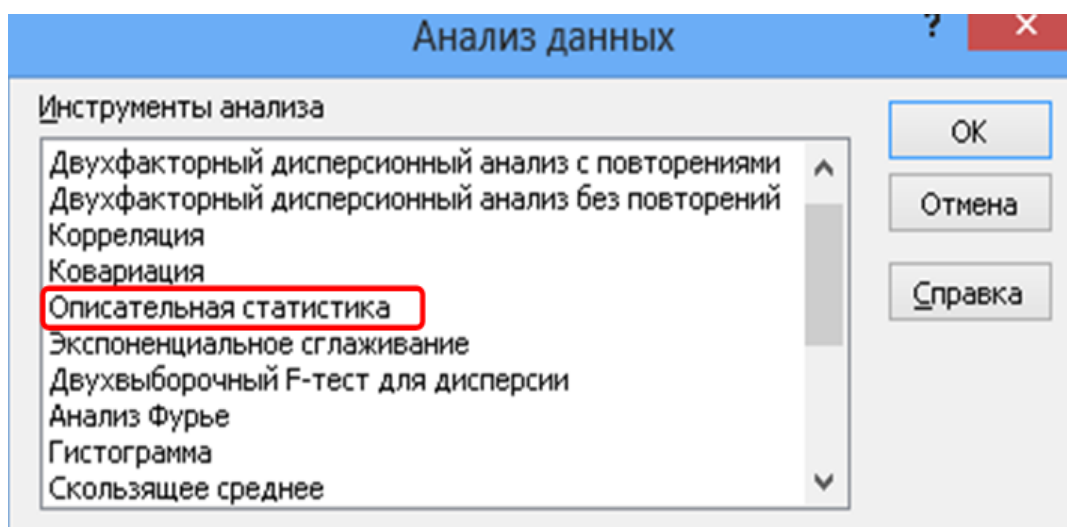 Анализ данных
?
Инструменты анализа
Двухфакторный дисперсионный анализ с повторениями
Двухфакторный дисперсионный анализ без повторений
Корреляция
Ковариация
Описательная статистика
Экспоненциальное сглаживание
Двухвыборочный F-тест для дисперсии
Анализ Фурье
Гистограмма
Скользящее среднее
ОК
Отмена
Справка